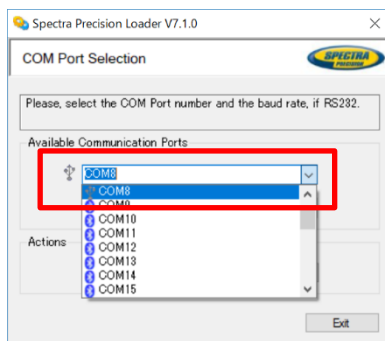 Spectra Precision Loader V7.1.0
COM Port Selection
SPECTRA
PRECISION
Please, select the COM Port number and the baud rate, if RS232.
Available Communication Ports
COM8
COM8
COM9
COM10
COM11
Actions
COM12
COM13
COM14
COM15
Exit